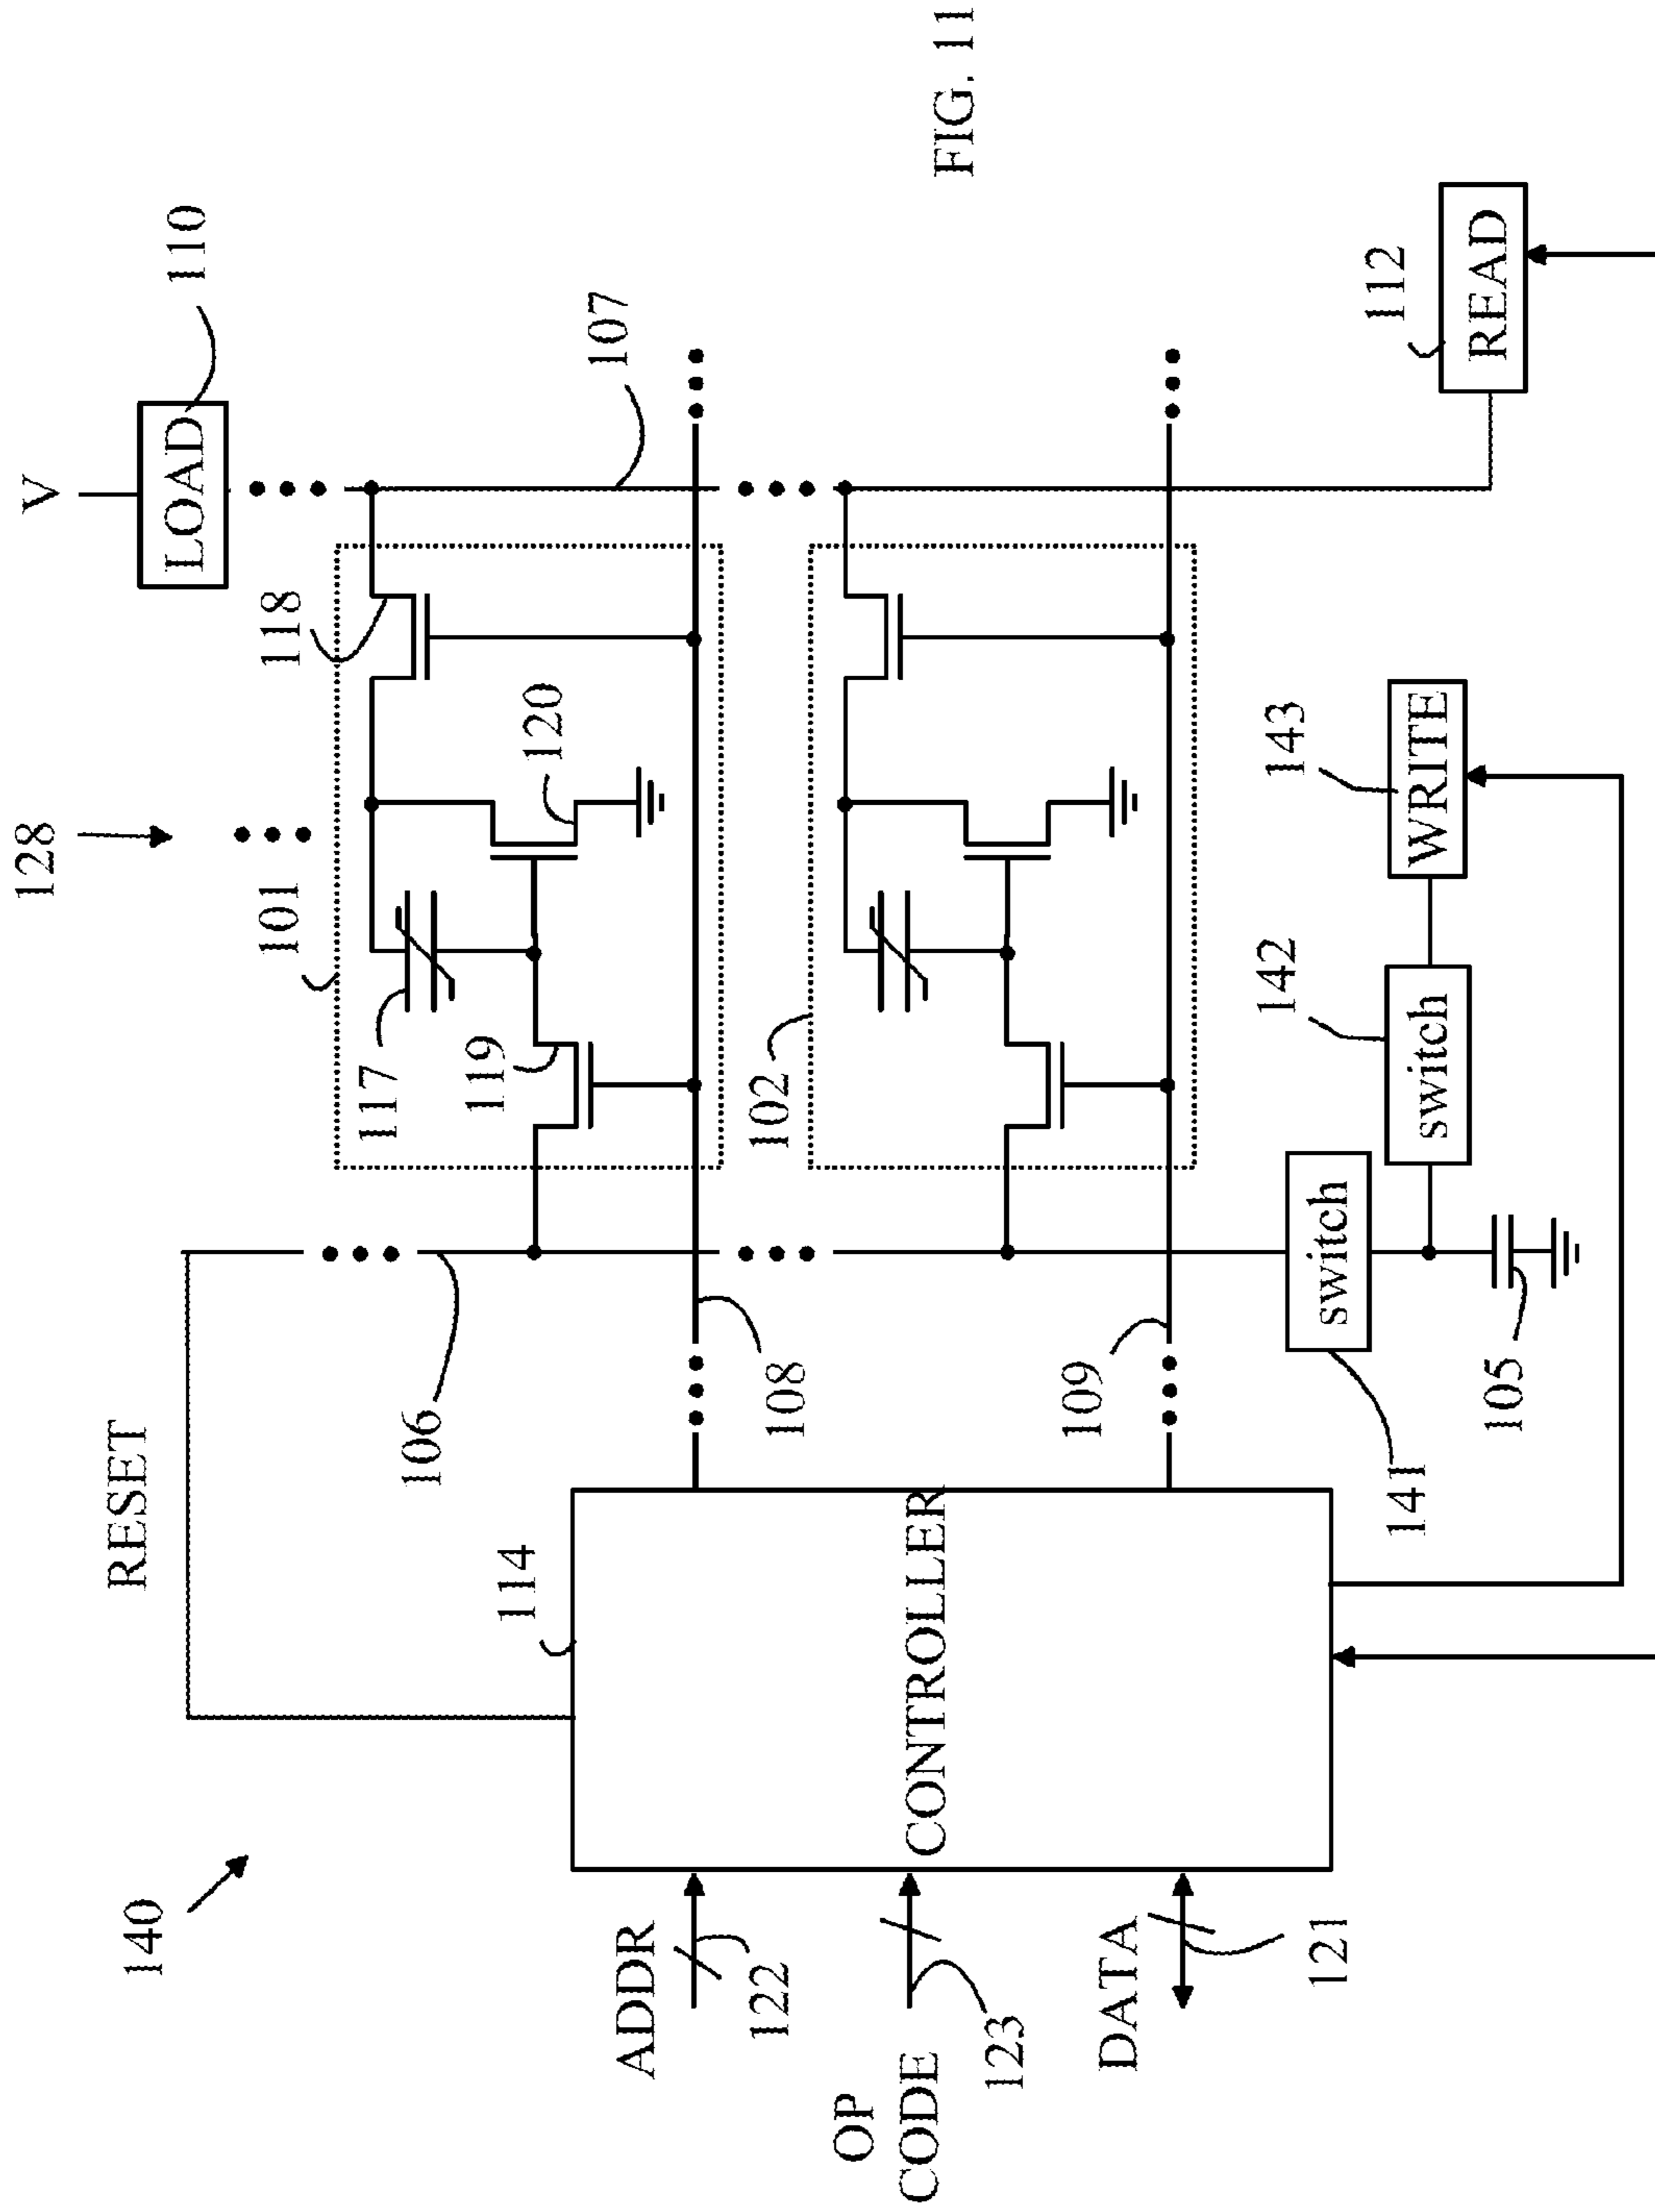 140
RESET
128
V
LOAD
110
101
118
117
119
120
106
107
114
CONTROLLER
ADDR
122
OP
CODE
123
DATA
121
108
102
109
141
switch
105
142
switch
143
WRITE
112
READ
FIG. 11